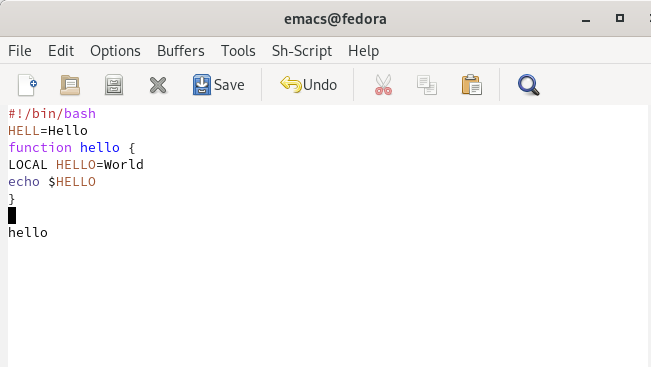 emacs@fedora
File Edit Options Buffers Tools Sh-Script Help
Save Undo
#!/bin/bash
HELL=Hello
function hello {
LOCAL HELLO=World
echo $HELLO
}
hello